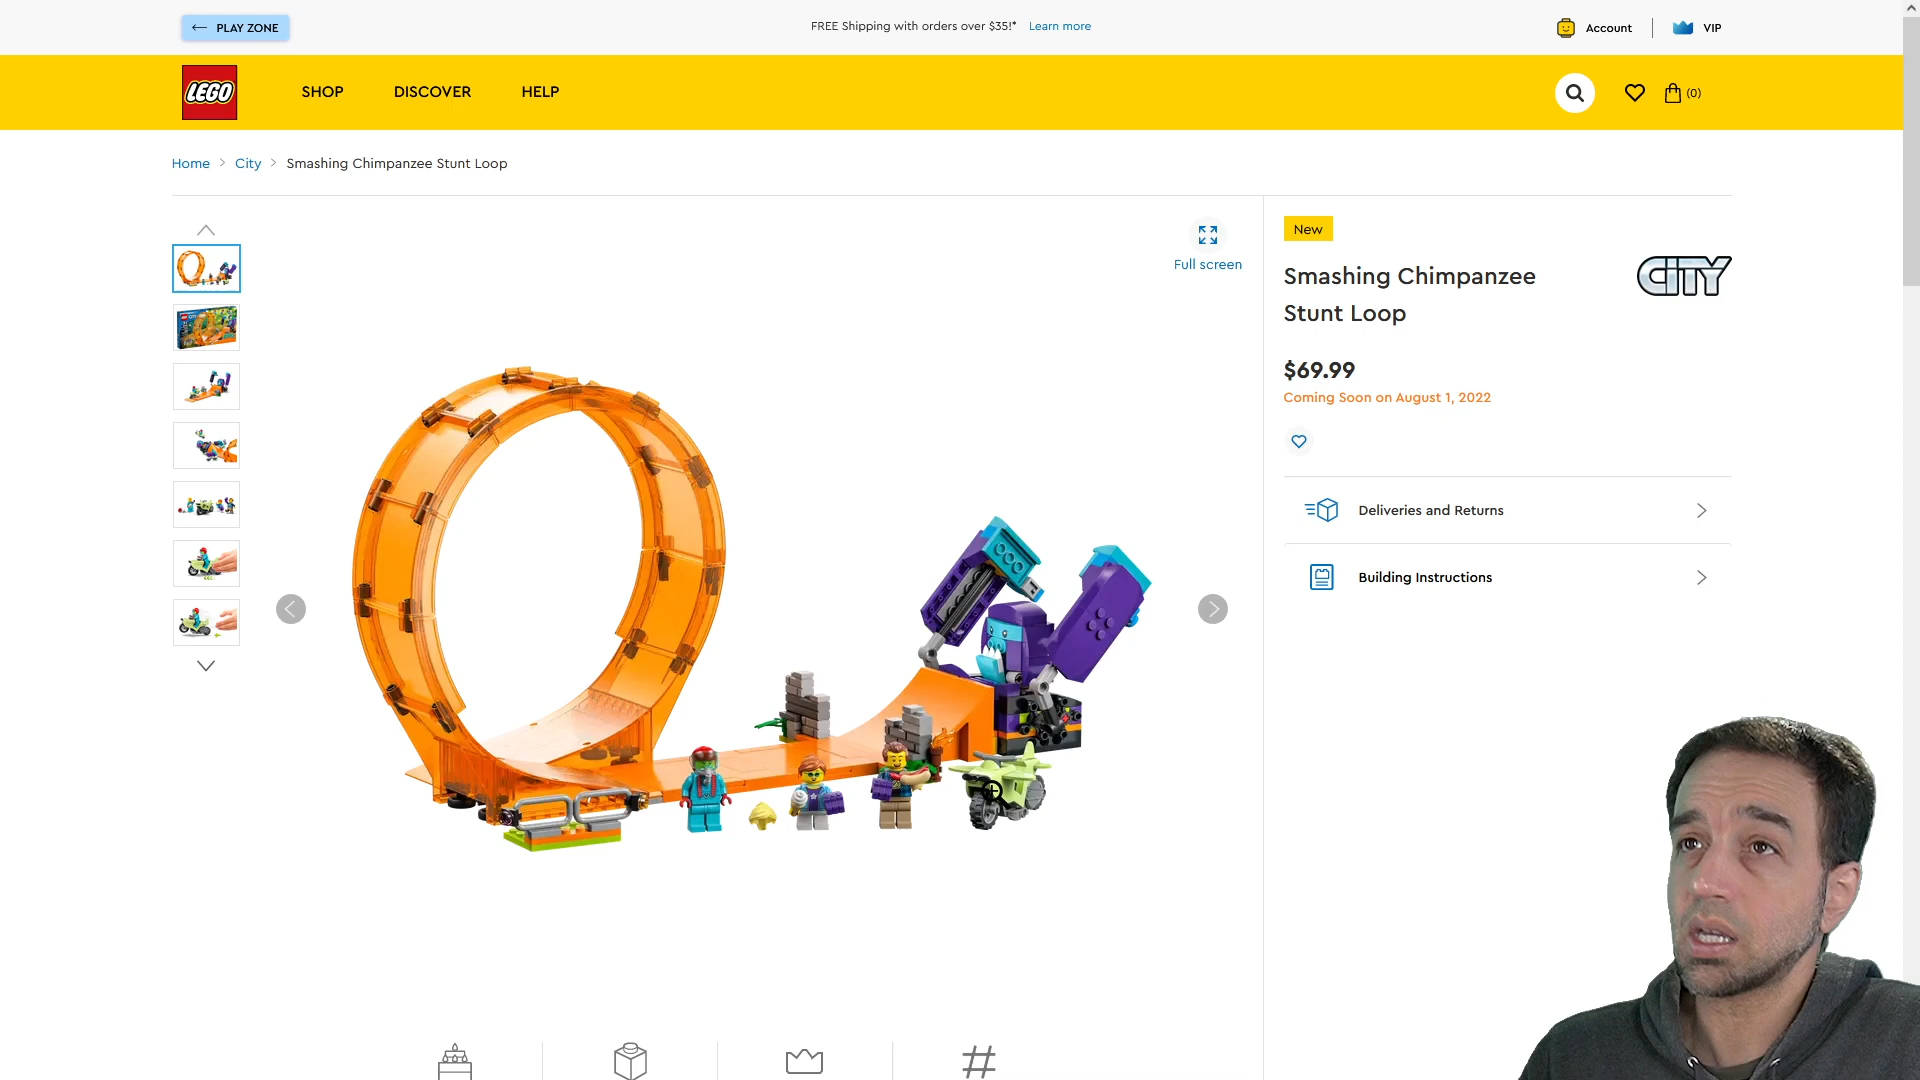 PLAY ZONE
FREE Shipping with orders over $35!* Learn more
Account
VIP
LEGO
SHOP
DISCOVER
HELP
(0)
Home > City > Smashing Chimpanzee Stunt Loop
Full screen
New
Smashing Chimpanzee
Stunt Loop
CITY
$69.99
Coming Soon on August 1, 2022
Deliveries and Returns
Building Instructions
#